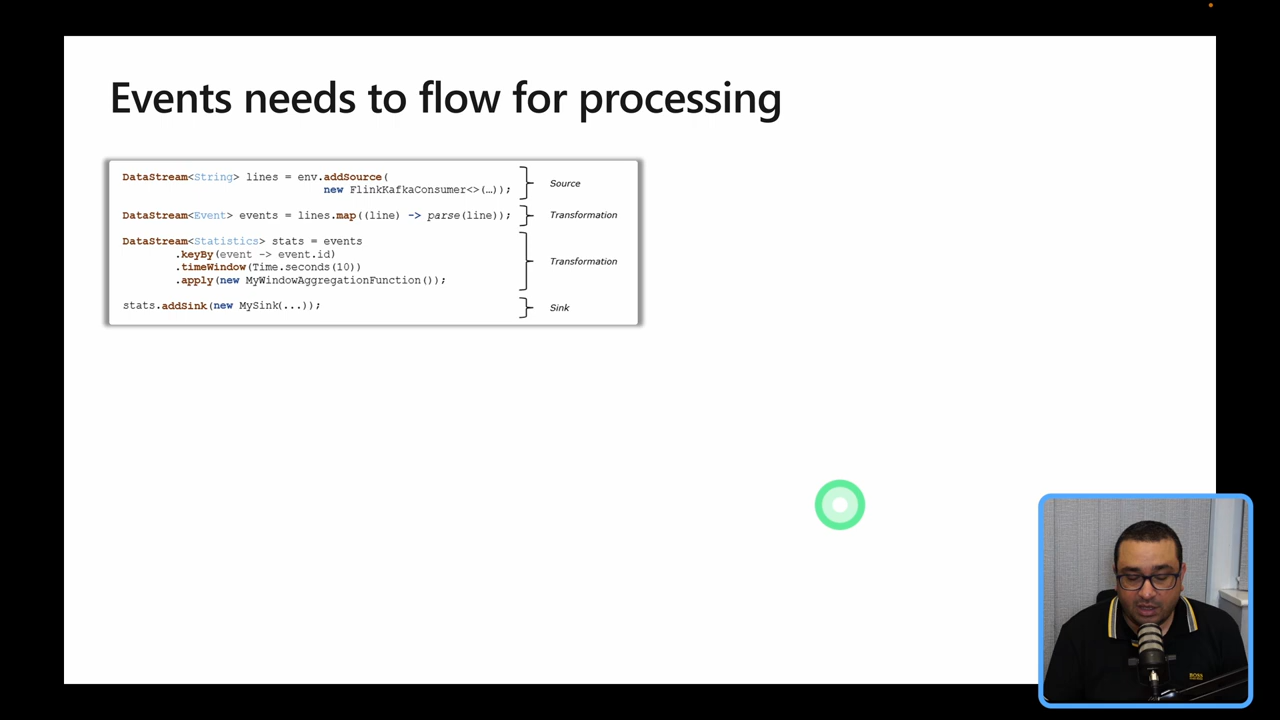 Events needs to flow for processing
DataStream<String> lines = env.addSource(
new FlinkKafkaConsumer<>(…));
Source
DataStream<Event> events = lines.map((line) -> parse(line));
Transformation
DataStream<Statistics> stats = events
.keyBy(event -> event.id)
.timeWindow(Time.seconds(10))
.apply(new MyWindowAggregationFunction());
Transformation
stats.addSink(new MySink(...));
Sink
BOSS